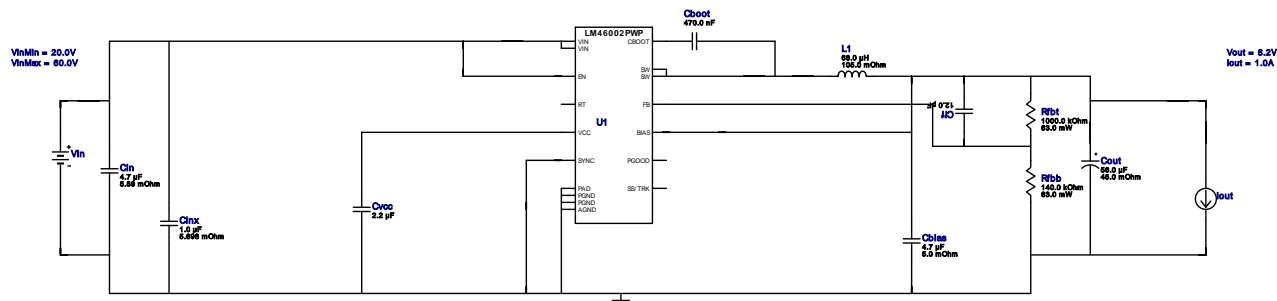 VinMin = 20.0V
VinMax = 60.0V
Vin
Cin
4.7 µF
5.89 mOhm
Cinx
1.0 µF
5.698 mOhm
Cvcc
2.2 µF
LM46002PWP
VIN
VIN
EN
RT
VCC
SYNC
PAD
PGND
PGND
AGND
U1
CBOOT
SW
SW
FB
BIAS
PGOOD
SS/TRK
Cboot
470.0 nF
L1
68.0 µH
105.0 mOhm
Cff
12.0 pF
Rfbt
1000.0 kOhm
63.0 mW
Rfbb
140.0 kOhm
63.0 mW
Cbias
4.7 µF
5.0 mOhm
Cout
56.0 µF
45.0 mOhm
Iout
Vout = 8.2V
Iout = 1.0A